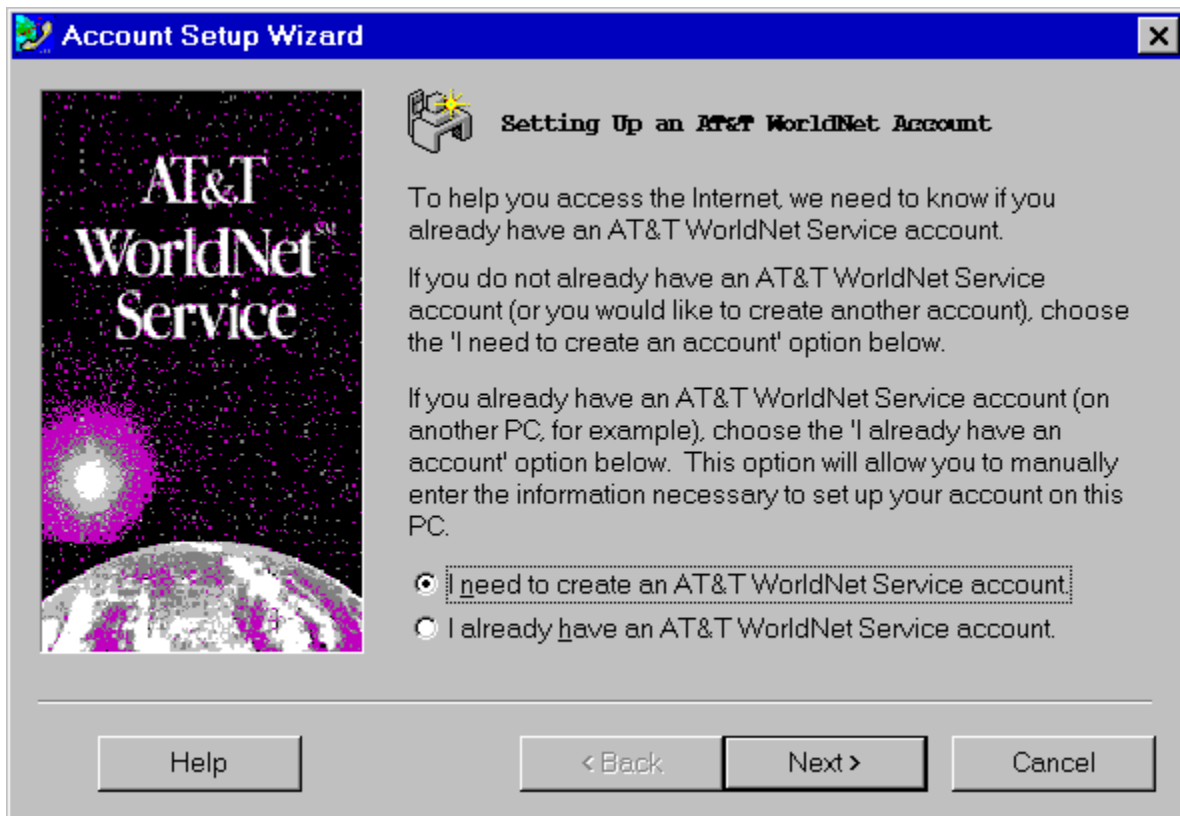 Account Setup Wizard
AT&T
WorldNet℠
Service
Setting Up an AT&T WorldNet Account
To help you access the Internet, we need to know if you
already have an AT&T WorldNet Service account.
If you do not already have an AT&T WorldNet Service
account (or you would like to create another account), choose
the 'I need to create an account' option below.
If you already have an AT&T WorldNet Service account (on
another PC, for example), choose the 'I already have an
account' option below.  This option will allow you to manually
enter the information necessary to set up your account on this
PC.
I need to create an AT&T WorldNet Service account.
I already have an AT&T WorldNet Service account.
Help
< Back
Next >
Cancel